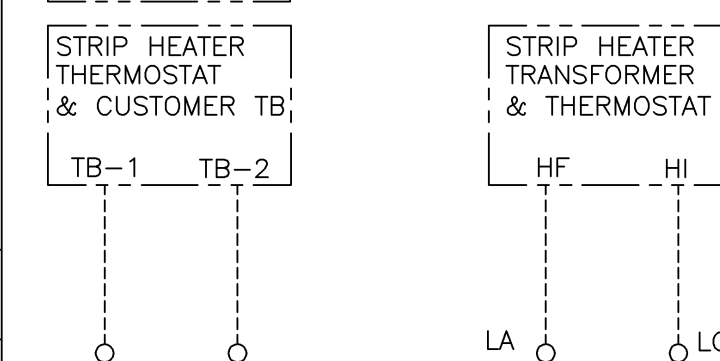 STRIP HEATER
THERMOSTAT
& CUSTOMER TB
TB-1 TB-2
STRIP HEATER
TRANSFORMER
& THERMOSTAT
HF HI
LA